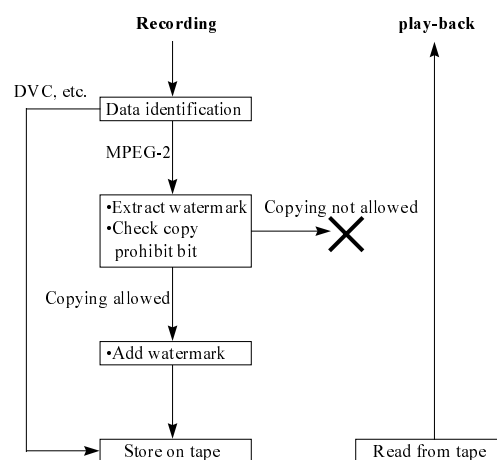 Recording
play-back
DVC, etc.
Data identification
MPEG-2
•Extract watermark
•Check copy
prohibit bit
Copying not allowed
Copying allowed
•Add watermark
Store on tape
Read from tape